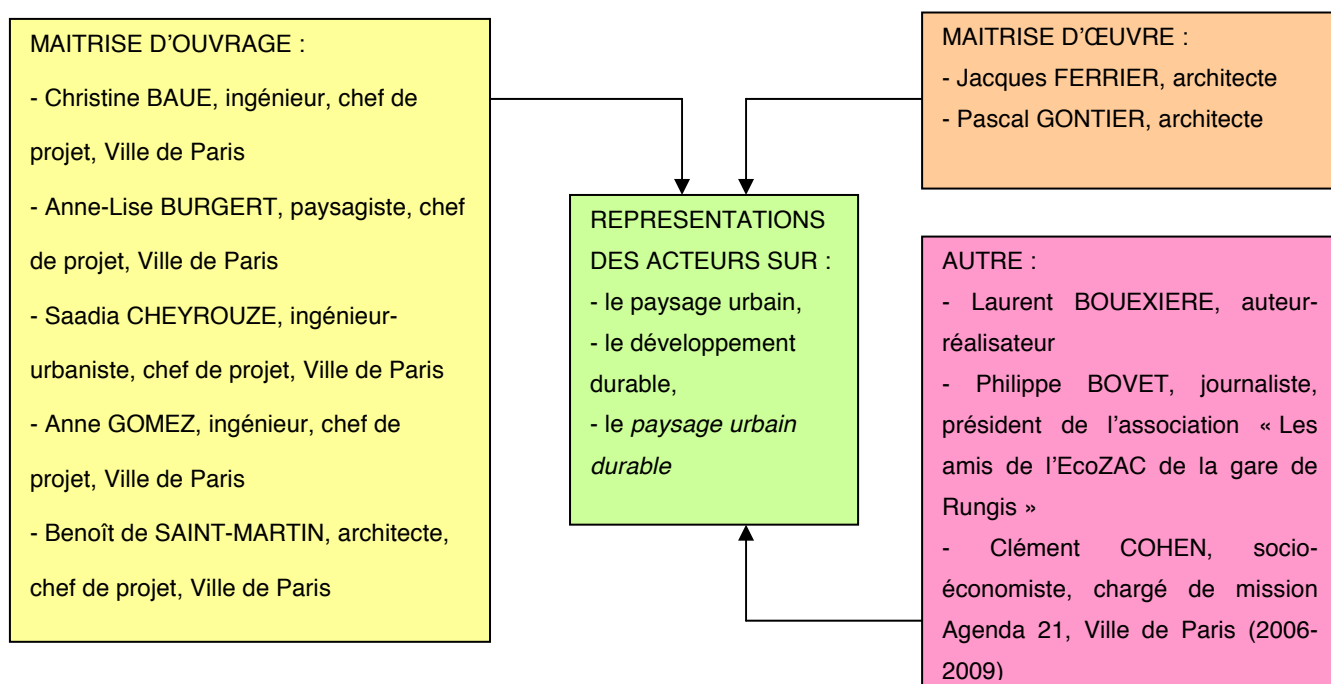 MAITRISE D'OUVRAGE :
- Christine BAUE, ingénieur, chef de
projet, Ville de Paris
- Anne-Lise BURGERT, paysagiste, chef
de projet, Ville de Paris
- Saadia CHEYROUZE, ingénieur-
urbaniste, chef de projet, Ville de Paris
- Anne GOMEZ, ingénieur, chef de
projet, Ville de Paris
- Benoît de SAINT-MARTIN, architecte,
chef de projet, Ville de Paris
REPRESENTATIONS
DES ACTEURS SUR :
- le paysage urbain,
- le développement
durable,
- le paysage urbain
durable
MAITRISE D'ŒUVRE :
- Jacques FERRIER, architecte
- Pascal GONTIER, architecte
AUTRE :
- Laurent BOUEXIERE, auteur-
réalisateur
- Philippe BOVET, journaliste,
président de l'association « Les
amis de l'EcoZAC de la gare de
Rungis »
- Clément COHEN, socio-
économiste, chargé de mission
Agenda 21, Ville de Paris (2006-
2009)